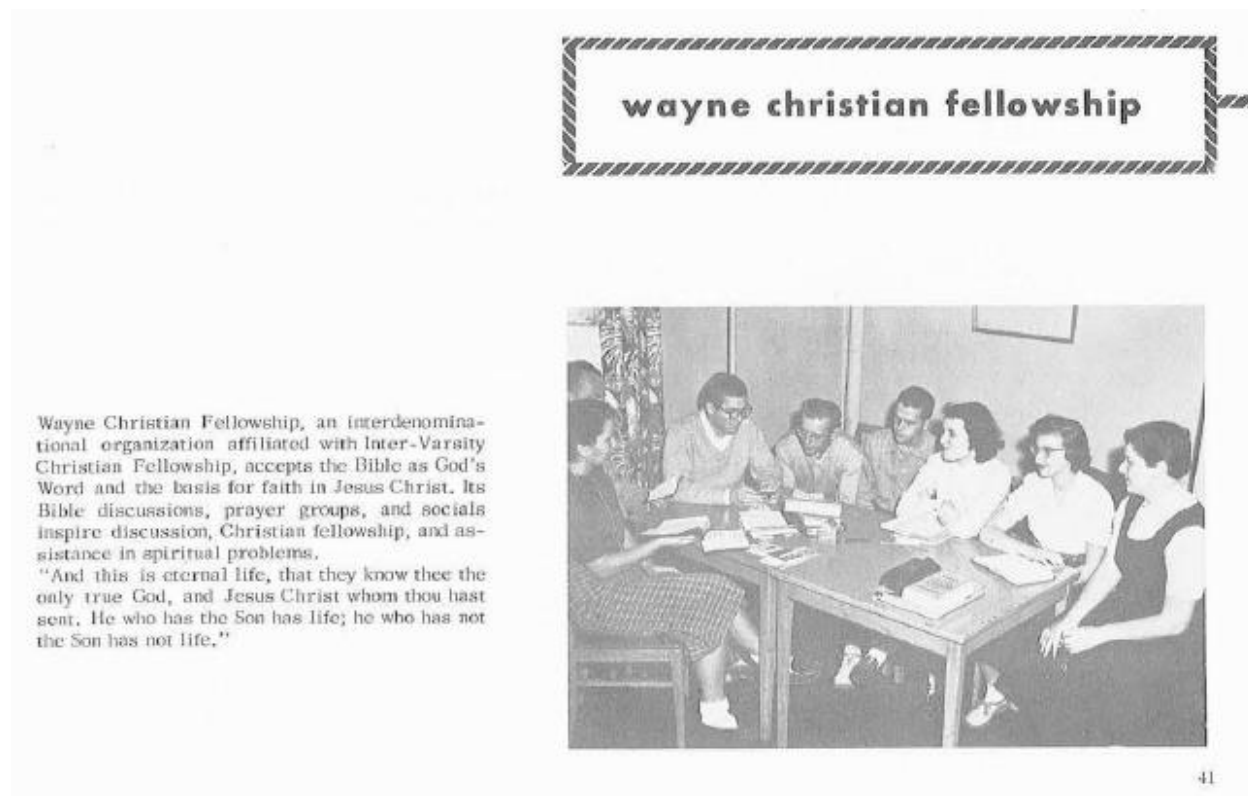 wayne christian fellowship
Wayne Christian Fellowship, an interdenomina-
tional organization affiliated with Inter-Varsity
Christian Fellowship, accepts the Bible as God's
Word and the basis for faith in Jesus Christ. Its
Bible discussions, prayer groups, and socials
inspire discussion, Christian fellowship, and as-
sistance in spiritual problems.
"And this is eternal life, that they know thee the
only true God, and Jesus Christ whom thou hast
sent. He who has the Son has life; he who has not
the Son has not life."
41